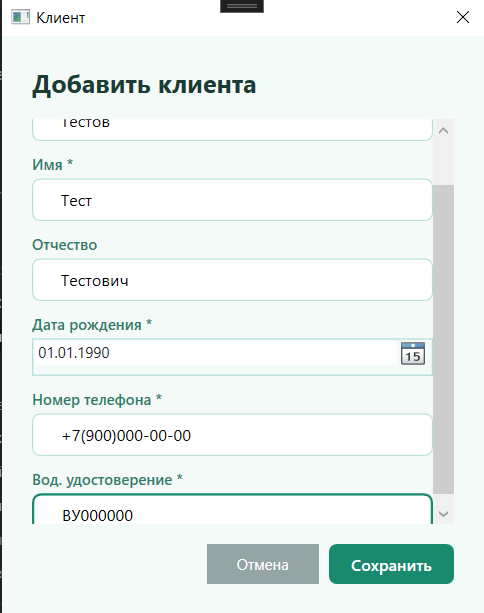 Клиент
Добавить клиента
Тестов
Имя *
Тест
Отчество
Тестович
Дата рождения *
01.01.1990
15
Номер телефона *
+7(900)000-00-00
Вод. удостоверение *
ВУ000000
Отмена
Сохранить